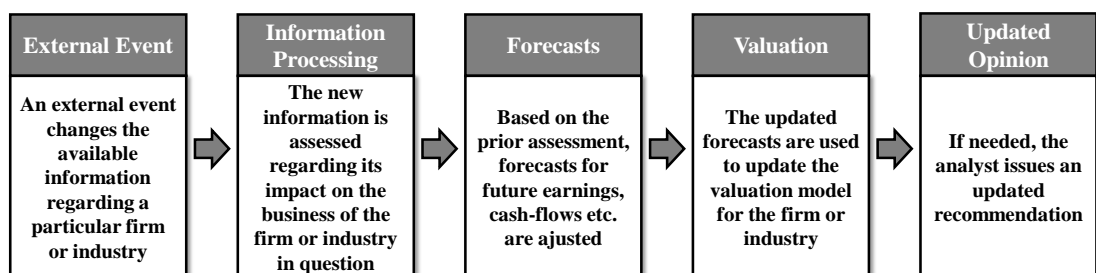 External Event
An external event
changes the
available
information
regarding a
particular firm
or industry
Information
Processing
The new
information is
assessed
regarding its
impact on the
business of the
firm or industry
in question
Forecasts
Based on the
prior assessment,
forecasts for
future earnings,
cash-flows etc.
are ajusted
Valuation
The updated
forecasts are used
to update the
valuation model
for the firm or
industry
Updated
Opinion
If needed, the
analyst issues an
updated
recommendation